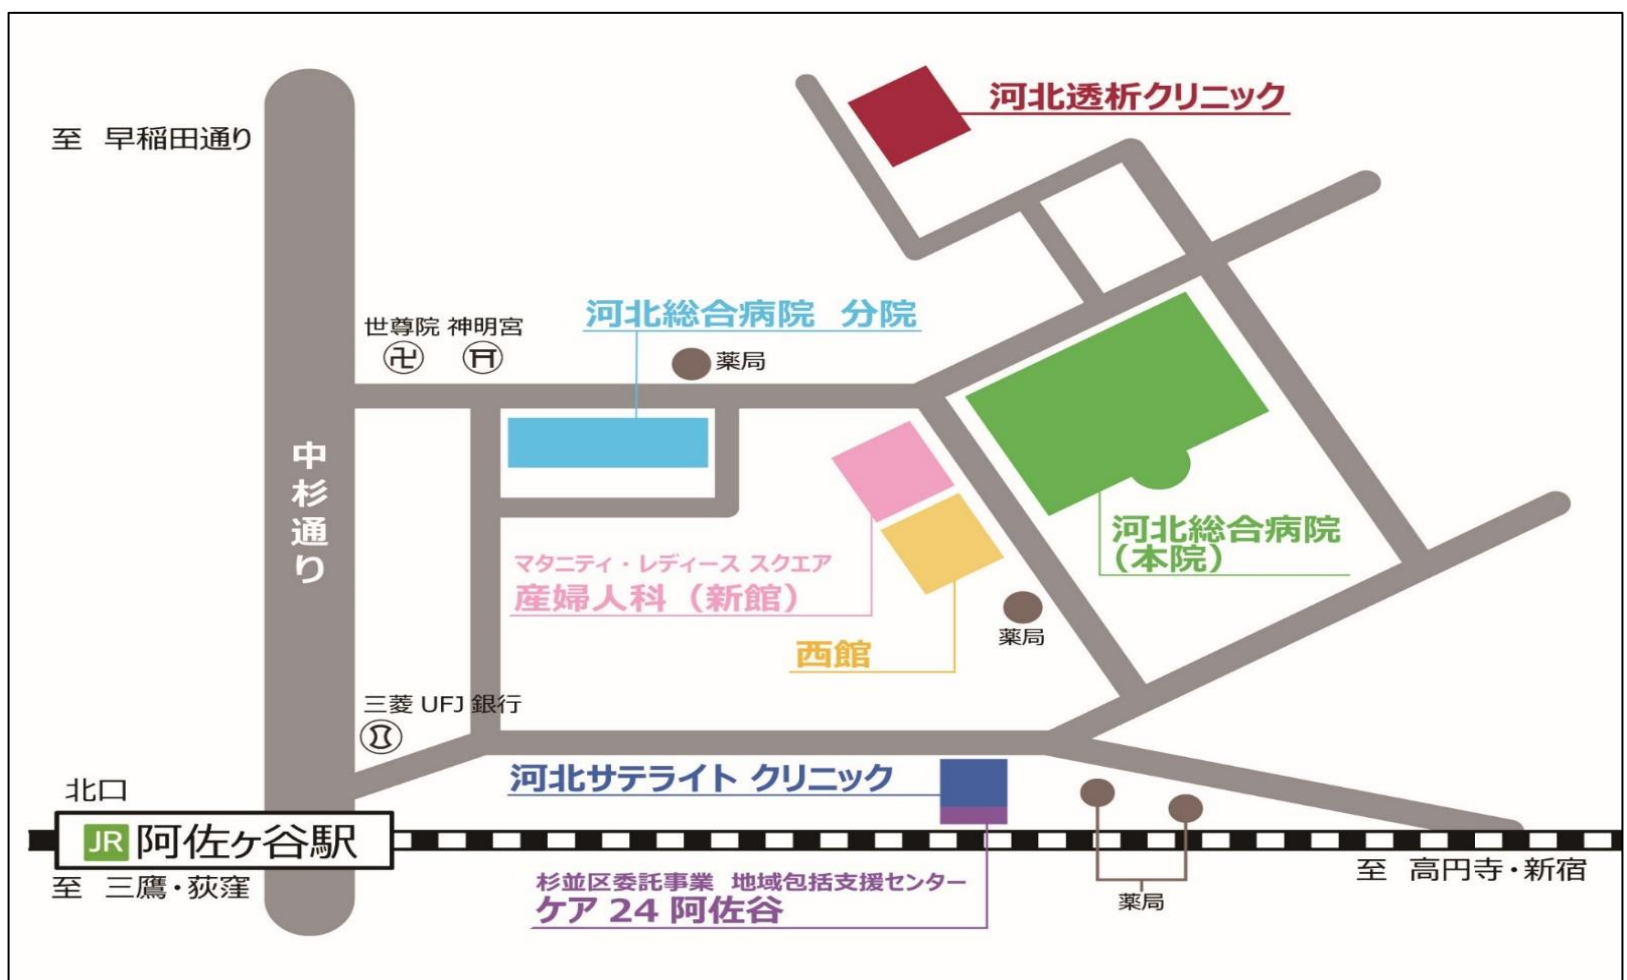 河北透析クリニック
至 早稲田通り
河北総合病院 分院
世尊院 神明宮
薬局
中杉通り
河北総合病院
(本院)
マタニティ・レディース スクエア
産婦人科(新館)
西館
薬局
三菱 UFJ 銀行
河北サテライト クリニック
北口
JR 阿佐ヶ谷駅
至 三鷹・荻窪
至 高円寺・新宿
杉並区委託事業 地域包括支援センター
ケア 24 阿佐谷
薬局